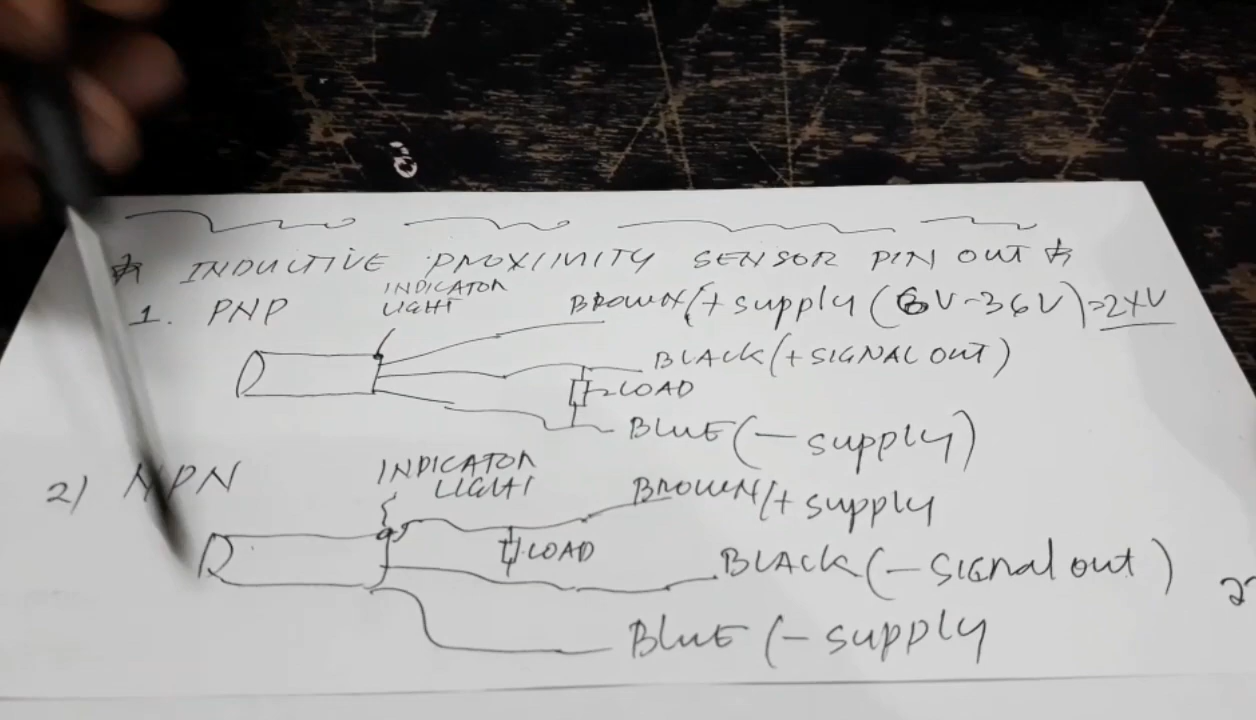 * INDUCTIVE PROXIMITY SENSOR PIN OUT *
1. PNP
INDICATOR LIGHT
BROWN (+ supply (6V-36V)=24V
BLACK (+SIGNAL OUT)
LOAD
BLUE (- supply)
2) NPN
INDICATOR LIGHT
BROWN (+ supply
LOAD
BLACK (- SIGnal out)
BluE (- supply